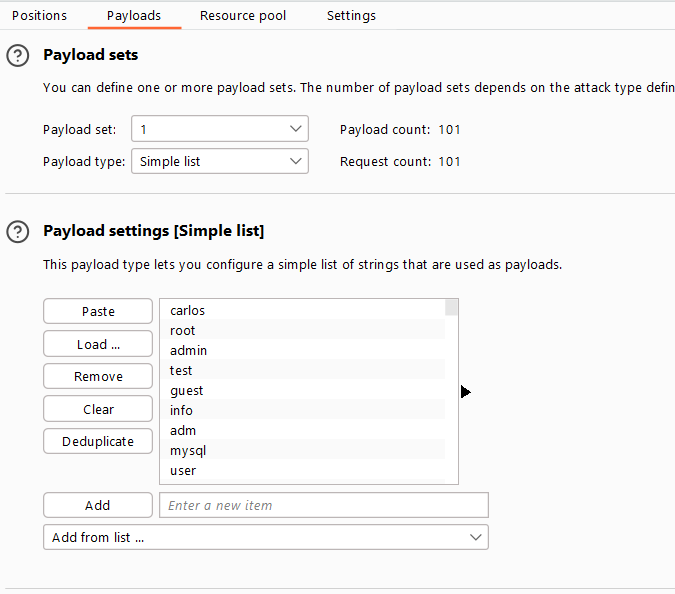 Positions Payloads Resource pool Settings
? Payload sets
You can define one or more payload sets. The number of payload sets depends on the attack type defin
Payload set: 1 Payload count: 101
Payload type: Simple list Request count: 101
? Payload settings [Simple list]
This payload type lets you configure a simple list of strings that are used as payloads.
Paste
Load ...
Remove
Clear
Deduplicate
carlos
root
admin
test
guest
info
adm
mysql
user
Add Enter a new item
Add from list ...